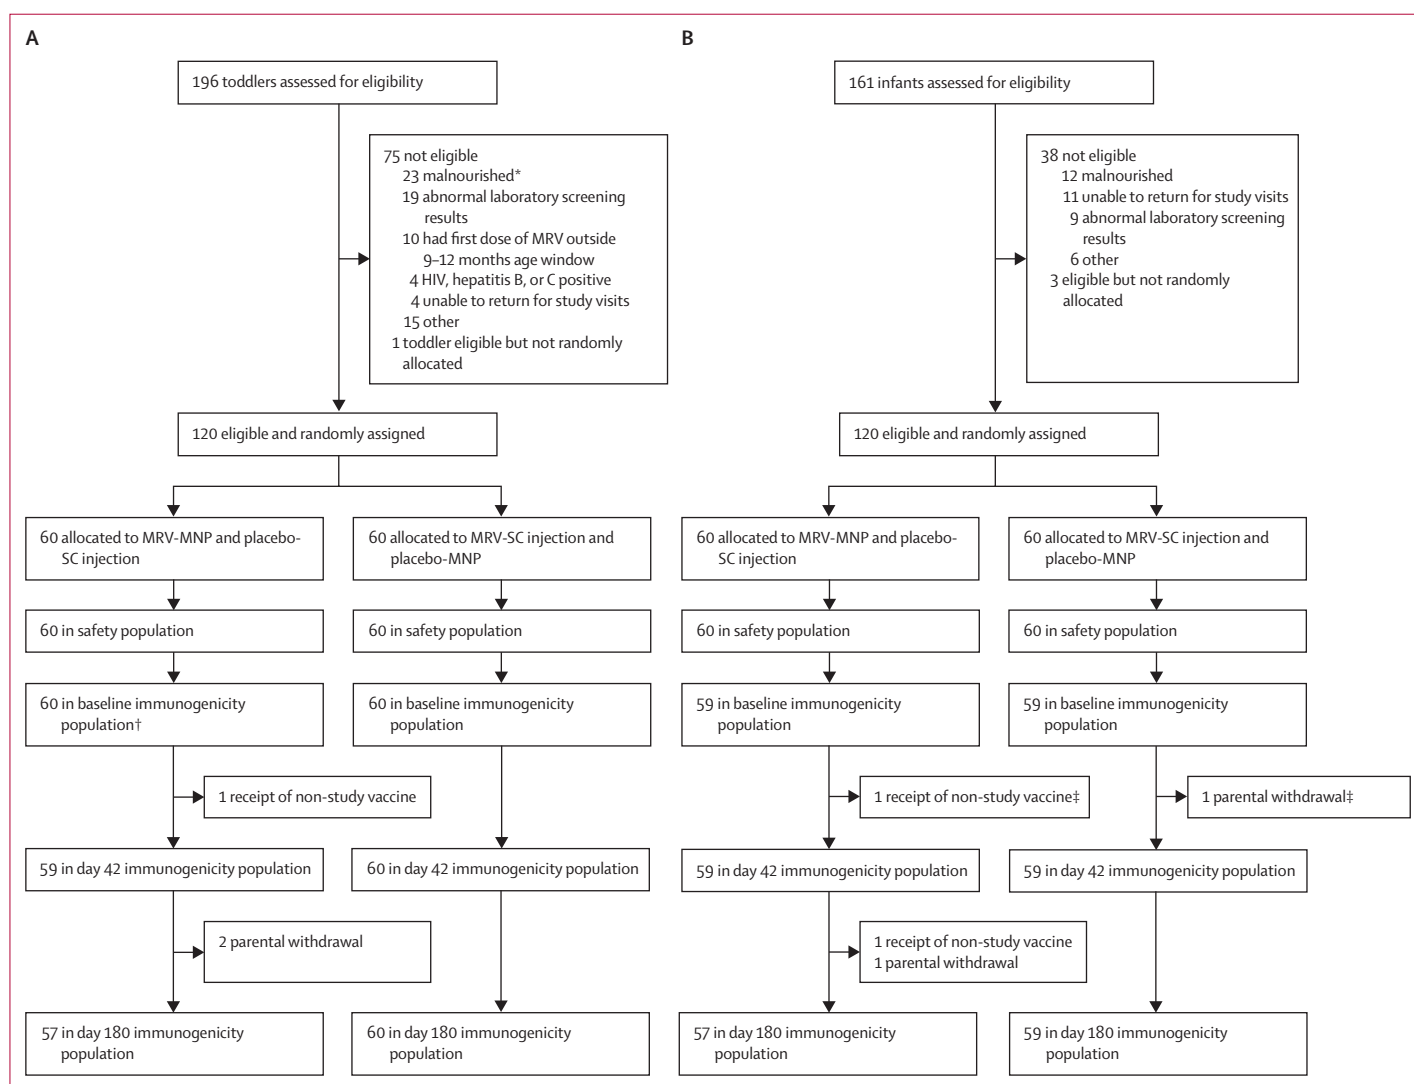 A
196 toddlers assessed for eligibility
75 not eligible
23 malnourished*
19 abnormal laboratory screening
results
10 had first dose of MRV outside
9–12 months age window
4 HIV, hepatitis B, or C positive
4 unable to return for study visits
15 other
1 toddler eligible but not randomly
allocated
120 eligible and randomly assigned
60 allocated to MRV-MNP and placebo-
SC injection
60 allocated to MRV-SC injection and
placebo-MNP
60 in safety population
60 in safety population
60 in baseline immunogenicity
population†
60 in baseline immunogenicity
population
1 receipt of non-study vaccine
59 in day 42 immunogenicity population
60 in day 42 immunogenicity population
2 parental withdrawal
57 in day 180 immunogenicity
population
60 in day 180 immunogenicity
population
B
161 infants assessed for eligibility
38 not eligible
12 malnourished
11 unable to return for study visits
9 abnormal laboratory screening
results
6 other
3 eligible but not randomly
allocated
120 eligible and randomly assigned
60 allocated to MRV-MNP and placebo-
SC injection
60 allocated to MRV-SC injection and
placebo-MNP
60 in safety population
60 in safety population
59 in baseline immunogenicity
population
59 in baseline immunogenicity
population
1 receipt of non-study vaccine‡
1 parental withdrawal‡
59 in day 42 immunogenicity population
59 in day 42 immunogenicity population
1 receipt of non-study vaccine
1 parental withdrawal
57 in day 180 immunogenicity
population
59 in day 180 immunogenicity
population